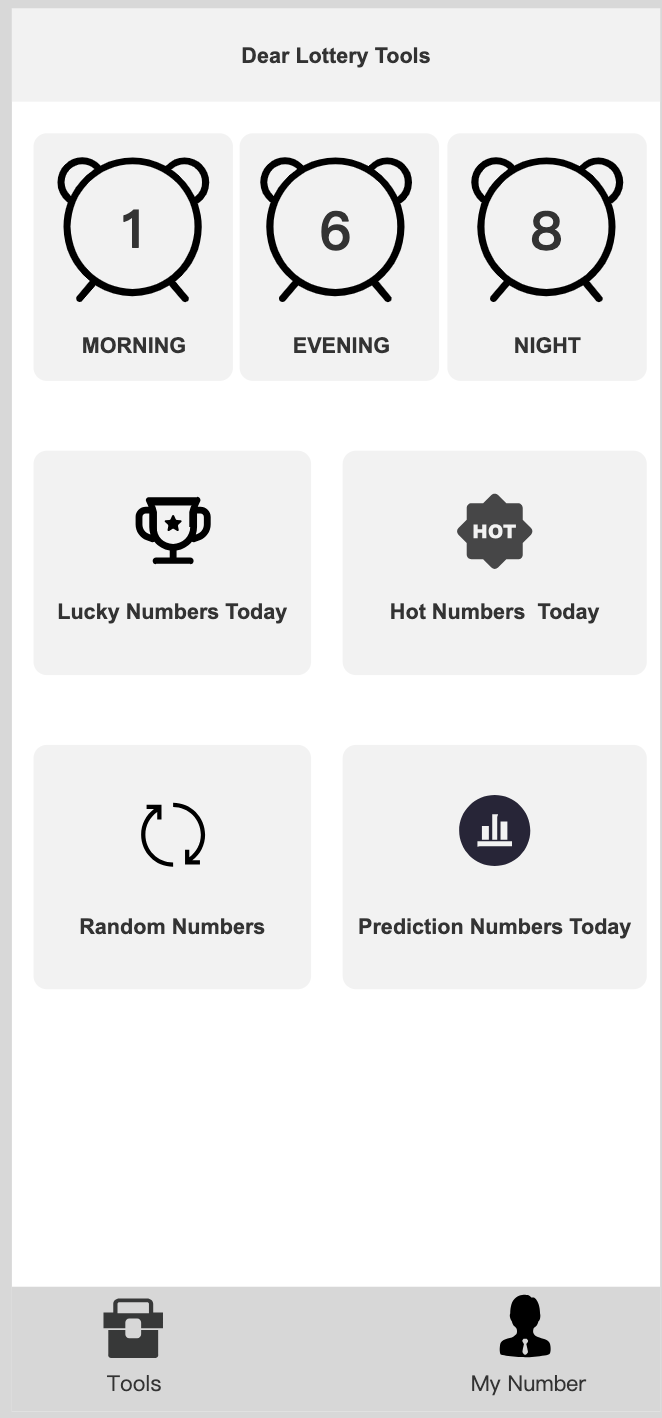 Dear Lottery Tools
1 6 8
MORNING EVENING NIGHT
HOT
Lucky Numbers Today Hot Numbers  Today
Random Numbers Prediction Numbers Today
Tools My Number